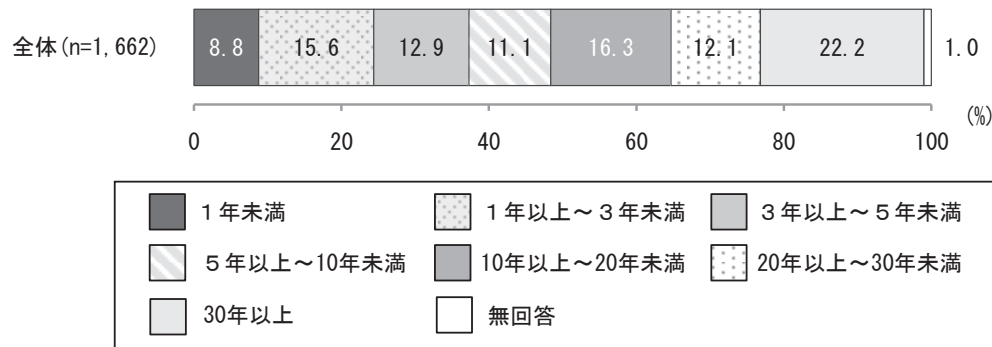 全体(n=1,662) 8.8 15.6 12.9 11.1 16.3 12.1 22.2 1.0
(%)
0 20 40 60 80 100
1年未満 1年以上～3年未満 3年以上～5年未満
5年以上～10年未満 10年以上～20年未満 20年以上～30年未満
30年以上 無回答